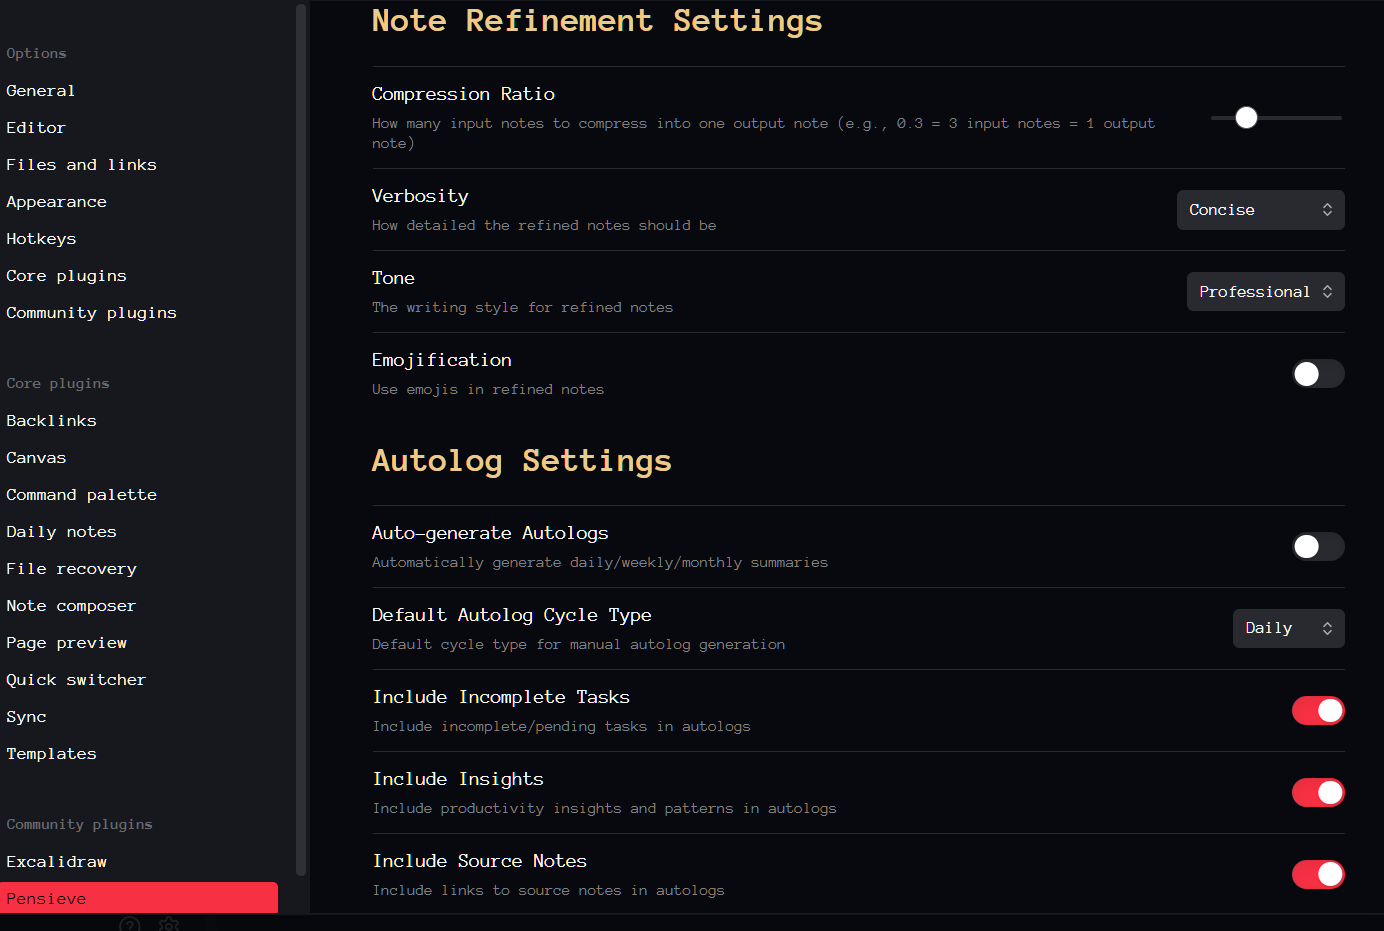 Options
General
Editor
Files and links
Appearance
Hotkeys
Core plugins
Community plugins
Core plugins
Backlinks
Canvas
Command palette
Daily notes
File recovery
Note composer
Page preview
Quick switcher
Sync
Templates
Community plugins
Excalidraw
Pensieve
Note Refinement Settings
Compression Ratio
How many input notes to compress into one output note (e.g., 0.3 = 3 input notes = 1 output
note)
Verbosity
How detailed the refined notes should be
Concise
Tone
The writing style for refined notes
Professional
Emojification
Use emojis in refined notes
Autolog Settings
Auto-generate Autologs
Automatically generate daily/weekly/monthly summaries
Default Autolog Cycle Type
Default cycle type for manual autolog generation
Daily
Include Incomplete Tasks
Include incomplete/pending tasks in autologs
Include Insights
Include productivity insights and patterns in autologs
Include Source Notes
Include links to source notes in autologs